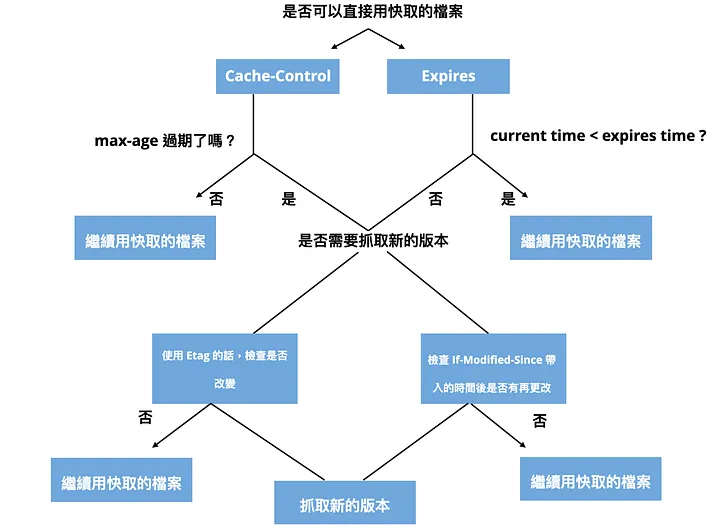 是否可以直接用快取的檔案
Cache-Control
Expires
max-age 過期了嗎？
current time < expires time ?
否
是
否
是
繼續用快取的檔案
是否需要抓取新的版本
繼續用快取的檔案
使用 Etag 的話，檢查是否
改變
檢查 If-Modified-Since 帶
入的時間後是否有再更改
否
否
繼續用快取的檔案
抓取新的版本
繼續用快取的檔案